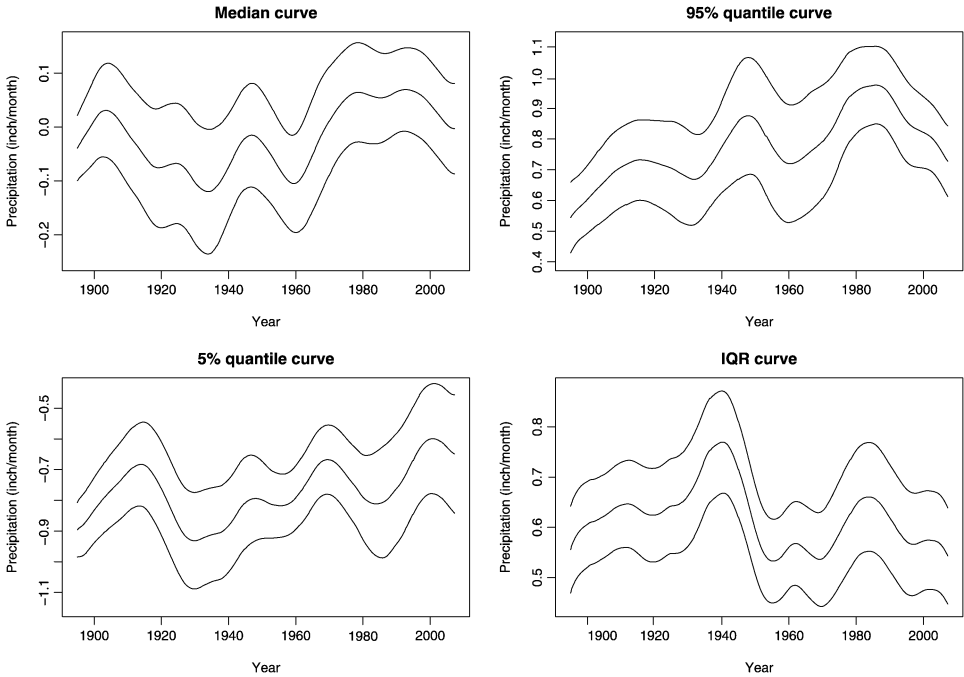 Median curve
Precipitation (inch/month)
0.1
0.0
−0.1
−0.2
1900 1920 1940 1960 1980 2000
Year
95% quantile curve
Precipitation (inch/month)
1.1
1.0
0.9
0.8
0.7
0.6
0.5
0.4
1900 1920 1940 1960 1980 2000
Year
5% quantile curve
Precipitation (inch/month)
−0.5
−0.7
−0.9
−1.1
1900 1920 1940 1960 1980 2000
Year
IQR curve
Precipitation (inch/month)
0.8
0.7
0.6
0.5
1900 1920 1940 1960 1980 2000
Year